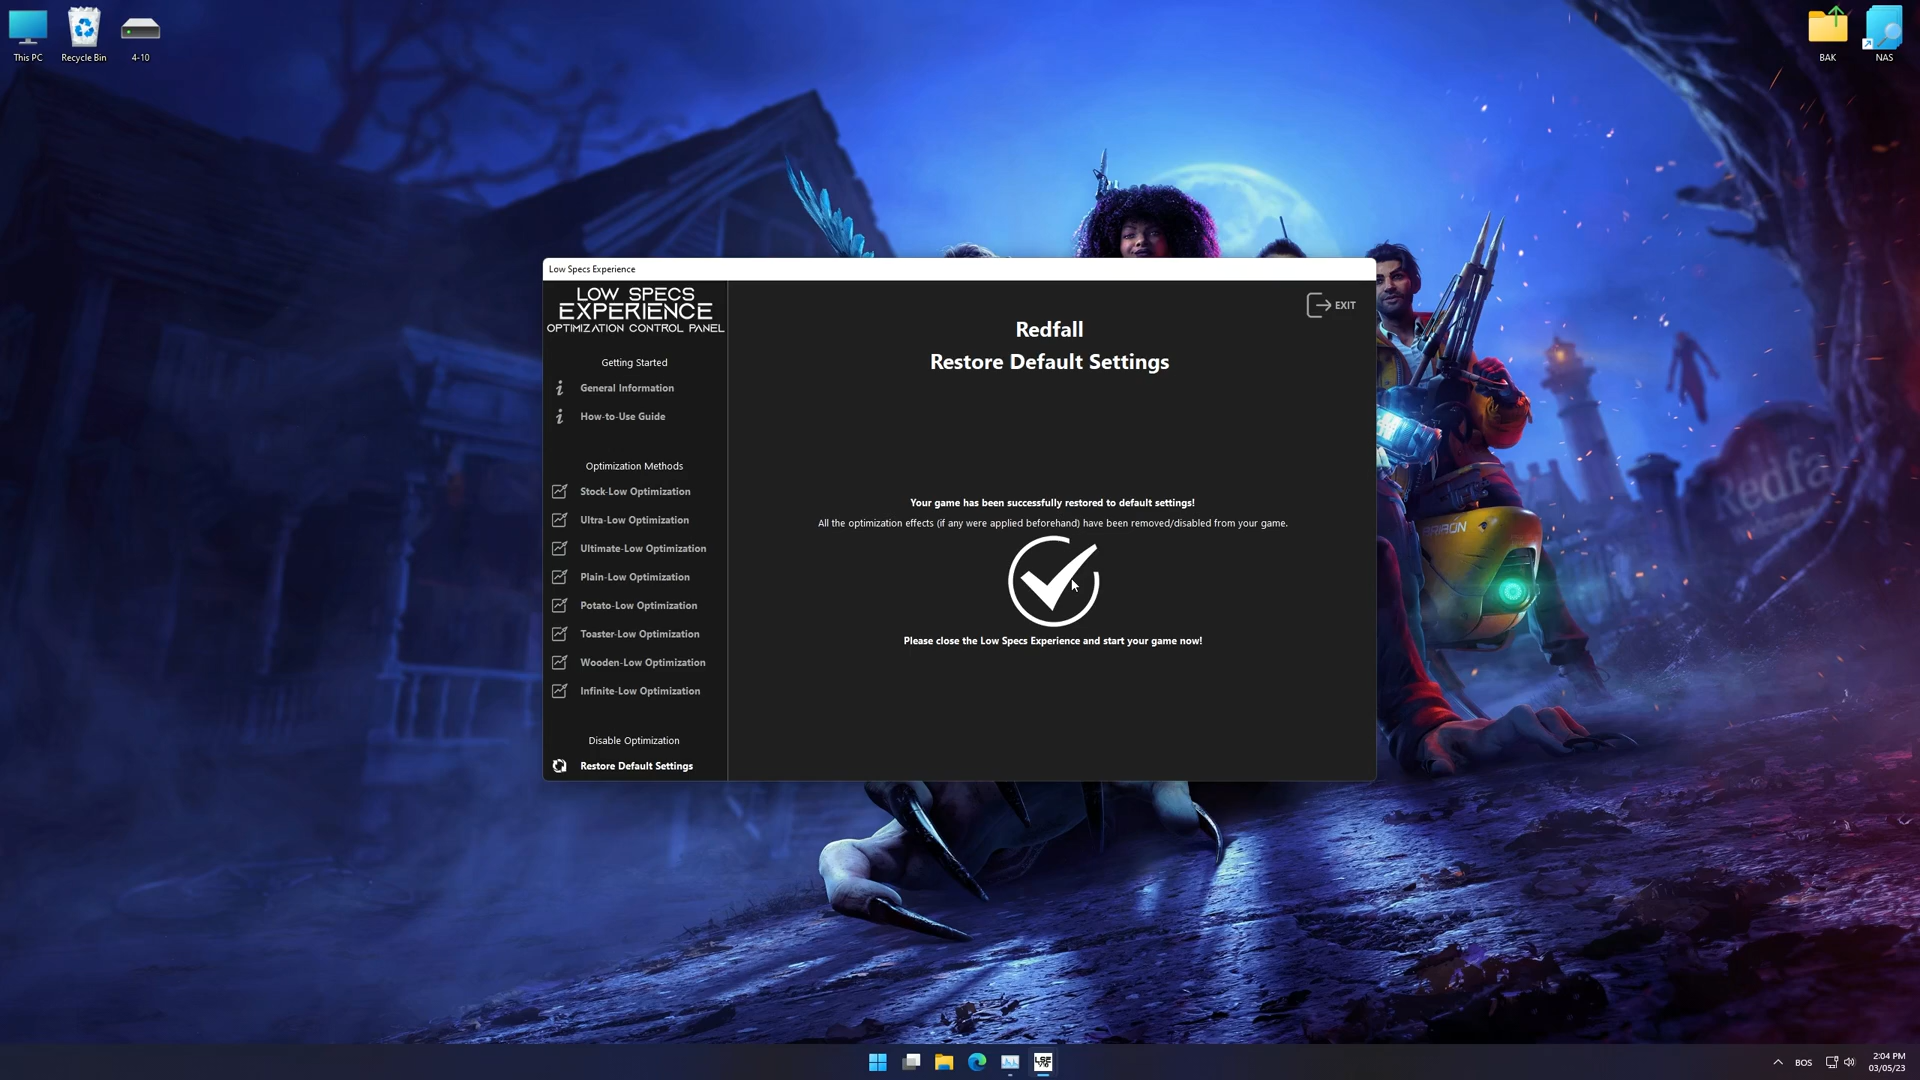 This PC
Recycle Bin
4-10
BAK
NAS
Low Specs Experience
LOW SPECS
EXPERIENCE
OPTIMIZATION CONTROL PANEL
Getting Started
General Information
How-to-Use Guide
Optimization Methods
Stock-Low Optimization
Ultra-Low Optimization
Ultimate-Low Optimization
Plain-Low Optimization
Potato-Low Optimization
Toaster-Low Optimization
Wooden-Low Optimization
Infinite-Low Optimization
Disable Optimization
Restore Default Settings
EXIT
Redfall
Restore Default Settings
Your game has been successfully restored to default settings!
All the optimization effects (if any were applied beforehand) have been removed/disabled from your game.
Please close the Low Specs Experience and start your game now!
Redfa
LSE
BOS
2:04 PM
03/05/23